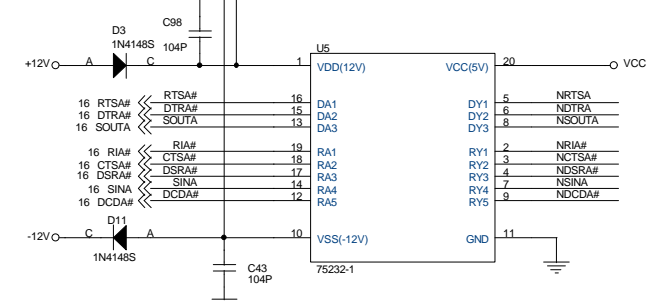 C98
D3
1N4148S
104P
U5
+12V
A
C
1
VDD(12V)
VCC(5V)
20
VCC
16 RTSA#
RTSA#
16
DA1
DY1
5
NRTSA
16 DTRA#
DTRA#
15
DA2
DY2
6
NDTRA
16 SOUTA
SOUTA
13
DA3
DY3
8
NSOUTA
16 RIA#
RIA#
19
RA1
RY1
2
NRIA#
16 CTSA#
CTSA#
18
RA2
RY2
3
NCTSA#
16 DSRA#
DSRA#
17
RA3
RY3
4
NDSRA#
16 SINA
SINA
14
RA4
RY4
7
NSINA
16 DCDA#
DCDA#
12
RA5
RY5
9
NDCDA#
D11
-12V
C
A
10
VSS(-12V)
GND
11
1N4148S
C43
104P
75232-1